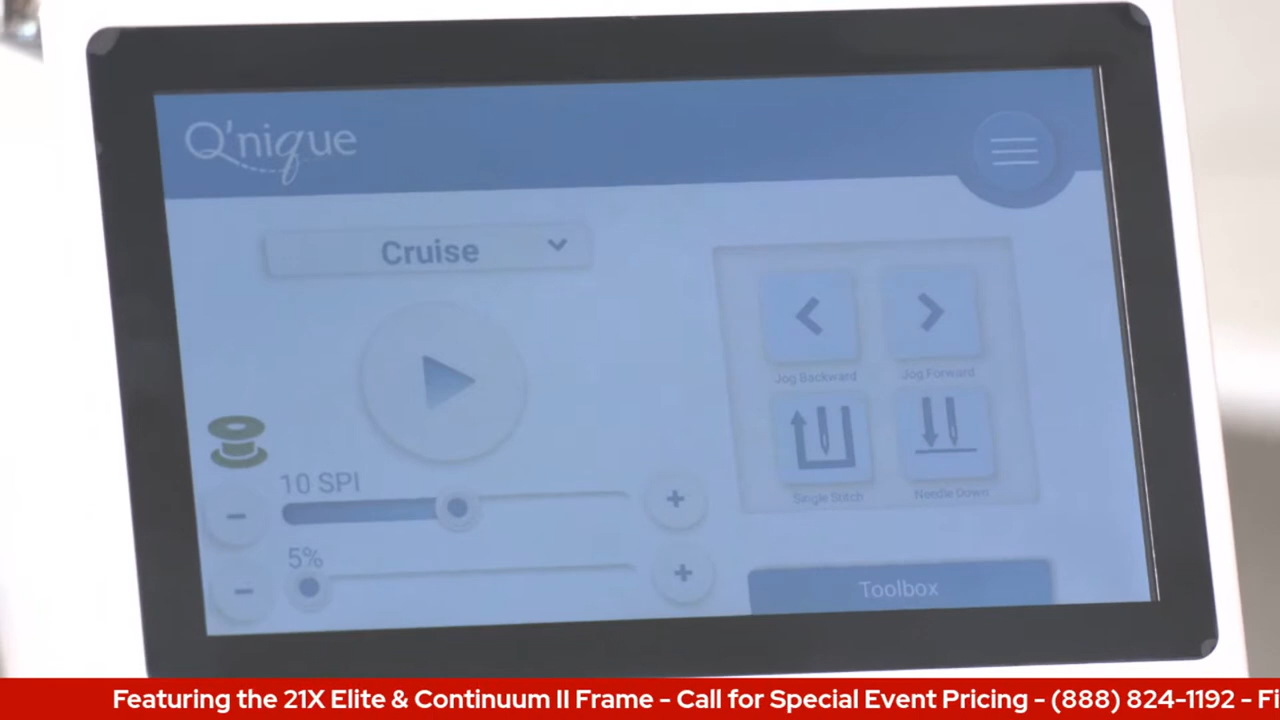 Q'nique
Cruise
Jog Backward
Jog Forward
Single Stitch
Needle Down
10 SPI
5%
Toolbox
Featuring the 21X Elite & Continuum II Frame - Call for Special Event Pricing - (888) 824-1192 - Fi